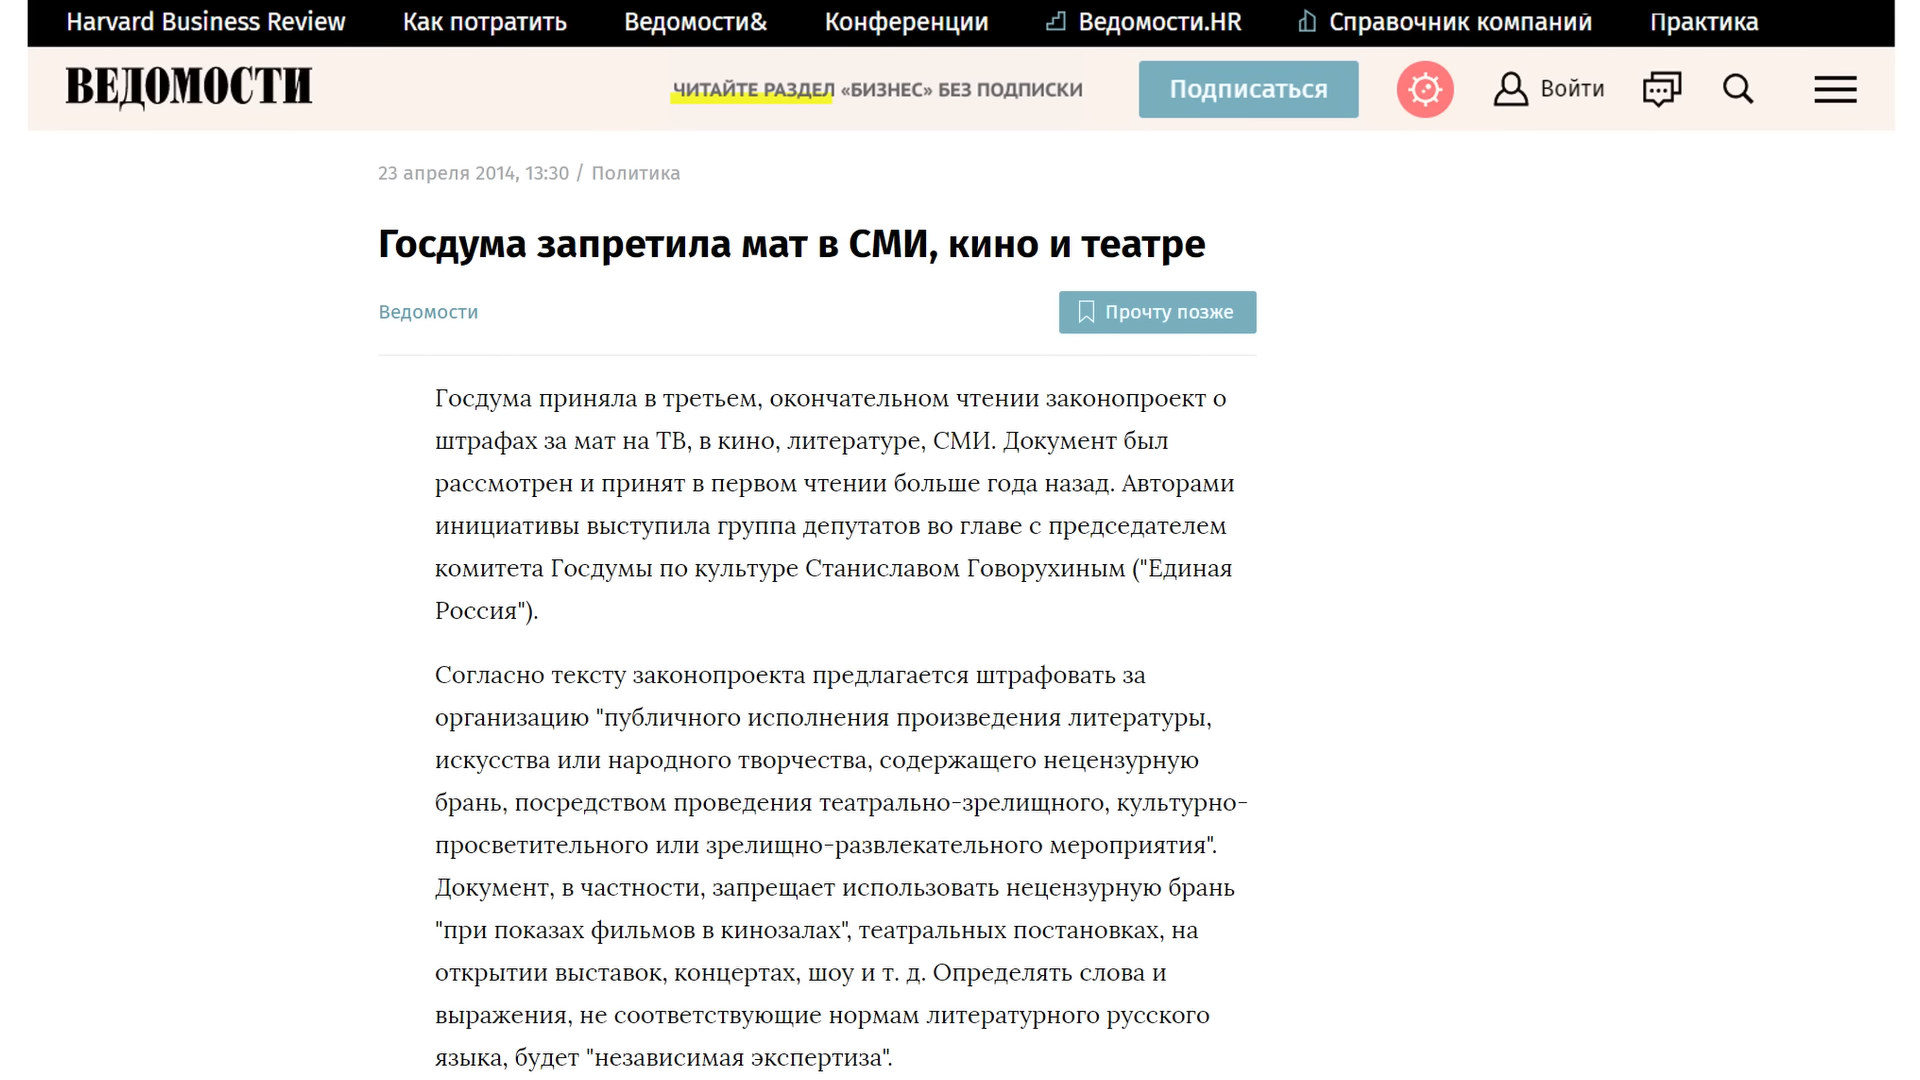 Harvard Business Review Как потратить Ведомости& Конференции Ведомости.HR Справочник компаний Практика
ВЕДОМОСТИ ЧИТАЙТЕ РАЗДЕЛ «БИЗНЕС» БЕЗ ПОДПИСКИ Подписаться Войти
23 апреля 2014, 13:30 / Политика
Госдума запретила мат в СМИ, кино и театре
Ведомости Прочту позже
Госдума приняла в третьем, окончательном чтении законопроект о
штрафах за мат на ТВ, в кино, литературе, СМИ. Документ был
рассмотрен и принят в первом чтении больше года назад. Авторами
инициативы выступила группа депутатов во главе с председателем
комитета Госдумы по культуре Станиславом Говорухиным ("Единая
Россия").
Согласно тексту законопроекта предлагается штрафовать за
организацию "публичного исполнения произведения литературы,
искусства или народного творчества, содержащего нецензурную
брань, посредством проведения театрально-зрелищного, культурно-
просветительного или зрелищно-развлекательного мероприятия".
Документ, в частности, запрещает использовать нецензурную брань
"при показах фильмов в кинозалах", театральных постановках, на
открытии выставок, концертах, шоу и т. д. Определять слова и
выражения, не соответствующие нормам литературного русского
языка, будет "независимая экспертиза".